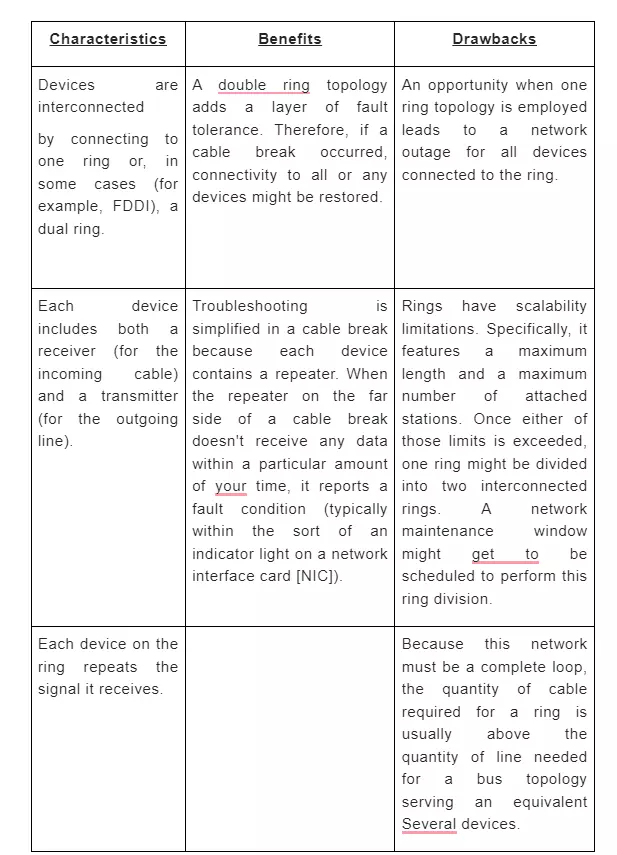 Characteristics
Benefits
Drawbacks
Devices are
interconnected
by connecting to
one ring or, in
some cases (for
example, FDDI), a
dual ring.
A double ring topology
adds a layer of fault
tolerance. Therefore, if a
cable break occurred,
connectivity to all or any
devices might be restored.
An opportunity when one
ring topology is employed
leads to a network
outage for all devices
connected to the ring.
Each device
includes both a
receiver (for the
incoming cable)
and a transmitter
(for the outgoing
line).
Troubleshooting is
simplified in a cable break
because each device
contains a repeater. When
the repeater on the far
side of a cable break
doesn't receive any data
within a particular amount
of your time, it reports a
fault condition (typically
within the sort of an
indicator light on a network
interface card [NIC]).
Rings have scalability
limitations. Specifically, it
features a maximum
length and a maximum
number of attached
stations. Once either of
those limits is exceeded,
one ring might be divided
into two interconnected
rings. A network
maintenance window
might get to be
scheduled to perform this
ring division.
Each device on the
ring repeats the
signal it receives.
Because this network
must be a complete loop,
the quantity of cable
required for a ring is
usually above the
quantity of line needed
for a bus topology
serving an equivalent
Several devices.